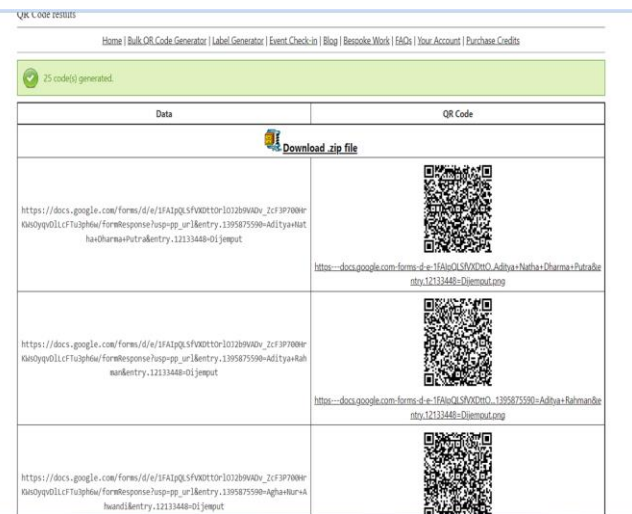 QR Code results
Home | Bulk QR Code Generator | Label Generator | Event Check-in | Blog | Bespoke Work | FAQs | Your Account | Purchase Credits
25 code(s) generated.
Data
QR Code
Download .zip file
https://docs.google.com/forms/d/e/1FAIpQLSfVXDttOrlOJ2b9VADv_ZcF3P700Hr
KWsOyqvDlLcFTu3ph6w/formResponse?usp=pp_url&entry.1395875590=Aditya+Nat
ha+Dharma+Putra&entry.12133448=Dijemput
https---docs.google.com-forms-d-e-1FAIpQLSfVXDttO...Aditya+Natha+Dharma+Putra&e
ntry.12133448=Dijemput.png
https://docs.google.com/forms/d/e/1FAIpQLSfVXDttOrlOJ2b9VADv_ZcF3P700Hr
KWsOyqvDlLcFTu3ph6w/formResponse?usp=pp_url&entry.1395875590=Aditya+Rah
man&entry.12133448=Dijemput
https---docs.google.com-forms-d-e-1FAIpQLSfVXDttO...1395875590=Aditya+Rahman&e
ntry.12133448=Dijemput.png
https://docs.google.com/forms/d/e/1FAIpQLSfVXDttOrlOJ2b9VADv_ZcF3P700Hr
KWsOyqvDlLcFTu3ph6w/formResponse?usp=pp_url&entry.1395875590=Agha+Nur+A
hwandi&entry.12133448=Dijemput